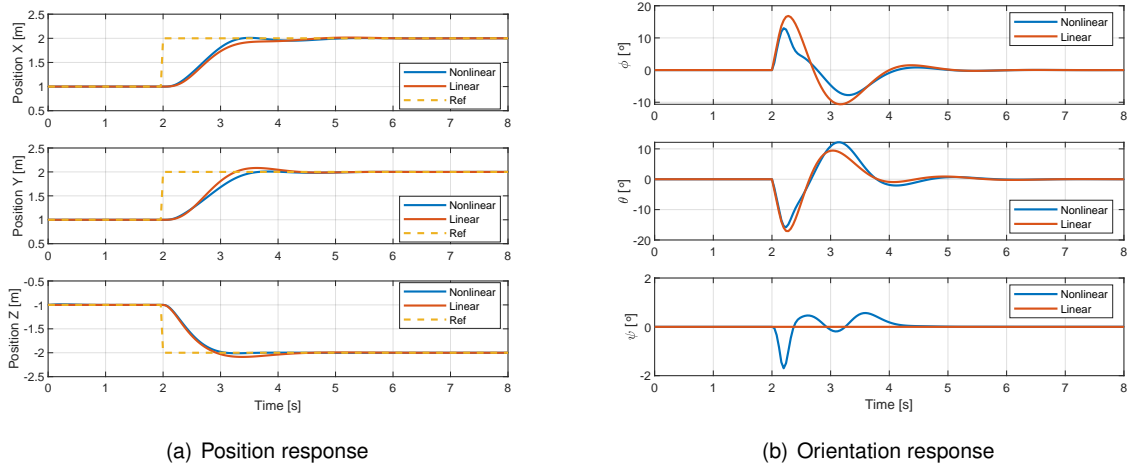 2.5
2
1.5
1
0.5
Position X [m]
Nonlinear
Linear
Ref
0 1 2 3 4 5 6 7 8
2.5
2
1.5
1
0.5
Position Y [m]
Nonlinear
Linear
Ref
0 1 2 3 4 5 6 7 8
-0.5
-1
-1.5
-2
-2.5
Position Z [m]
Nonlinear
Linear
Ref
0 1 2 3 4 5 6 7 8
Time [s]
(a) Position response
20
10
0
-10
ϕ [º]
Nonlinear
Linear
0 1 2 3 4 5 6 7 8
10
0
-10
-20
θ [º]
Nonlinear
Linear
0 1 2 3 4 5 6 7 8
2
0
-2
ψ [º]
Nonlinear
Linear
0 1 2 3 4 5 6 7 8
Time [s]
(b) Orientation response